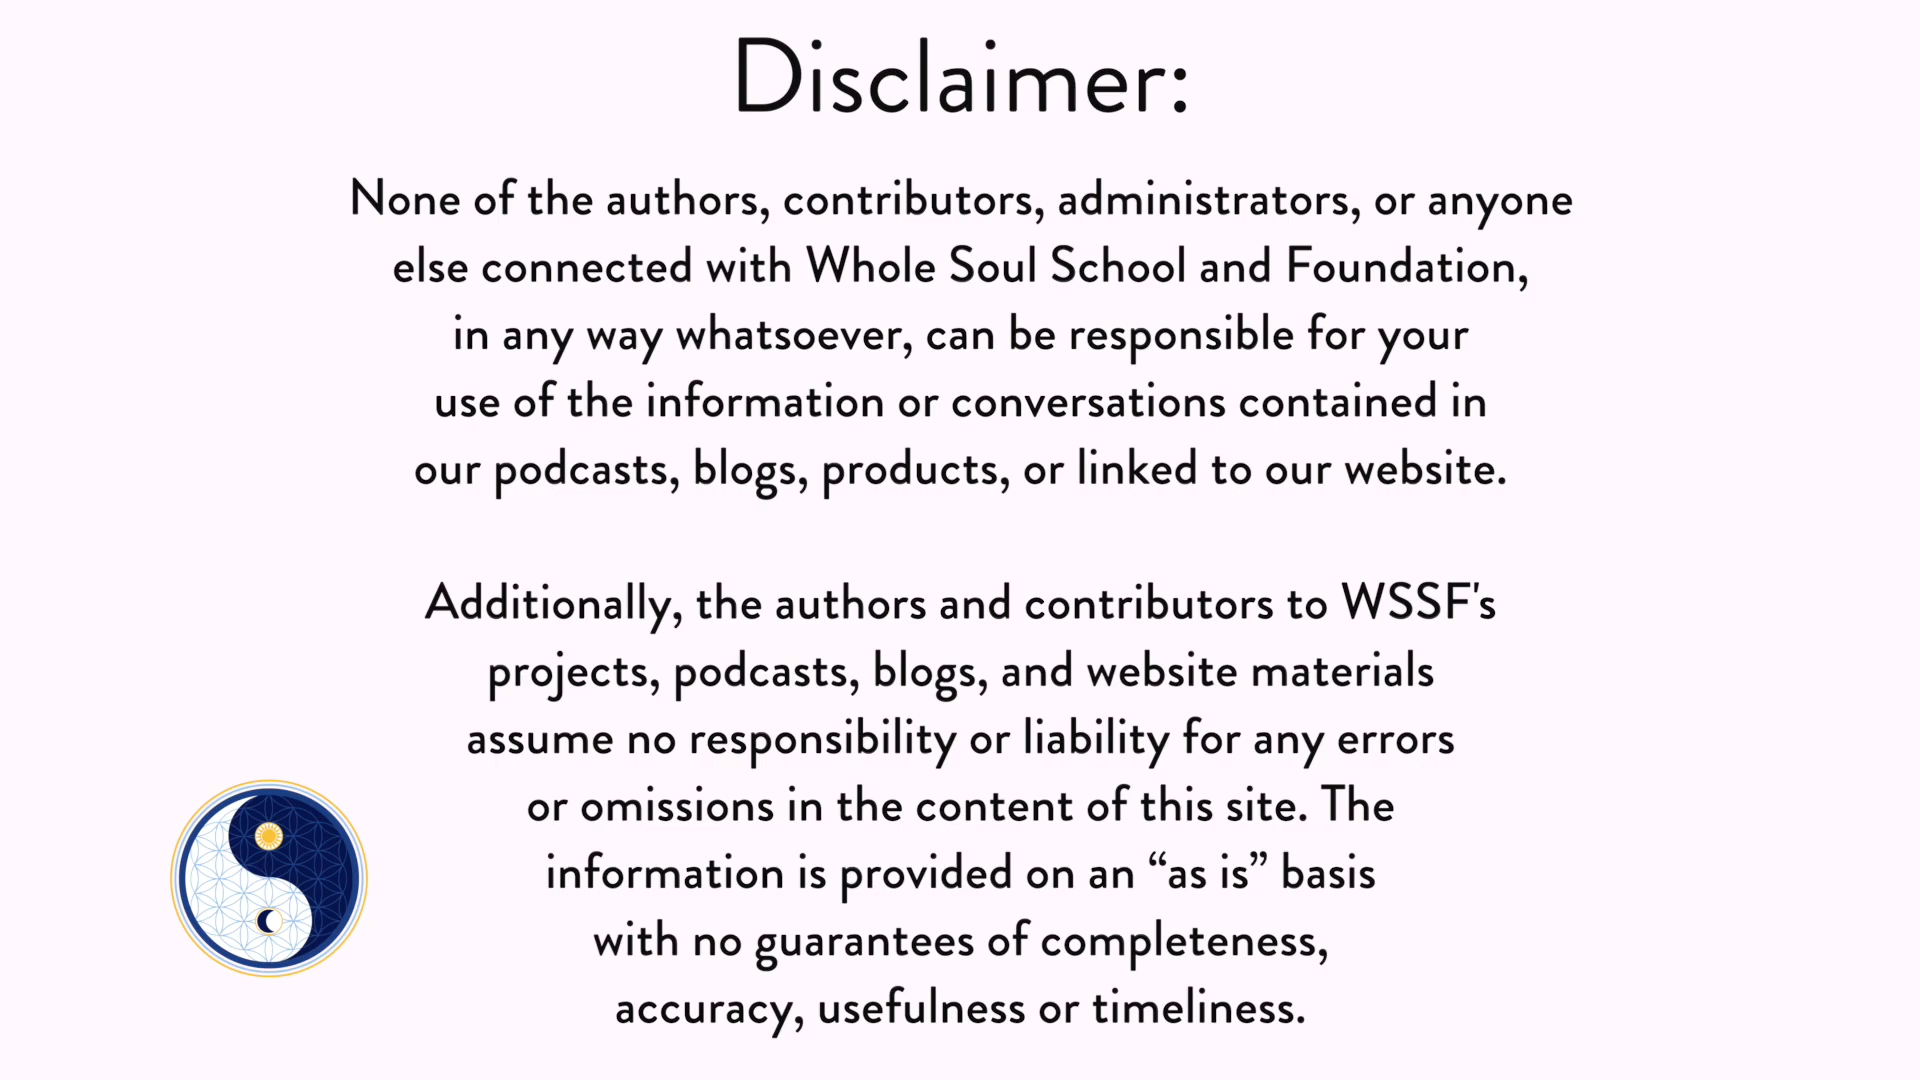 Disclaimer:
None of the authors, contributors, administrators, or anyone
else connected with Whole Soul School and Foundation,
in any way whatsoever, can be responsible for your
use of the information or conversations contained in
our podcasts, blogs, products, or linked to our website.
Additionally, the authors and contributors to WSSF's
projects, podcasts, blogs, and website materials
assume no responsibility or liability for any errors
or omissions in the content of this site. The
information is provided on an “as is” basis
with no guarantees of completeness,
accuracy, usefulness or timeliness.